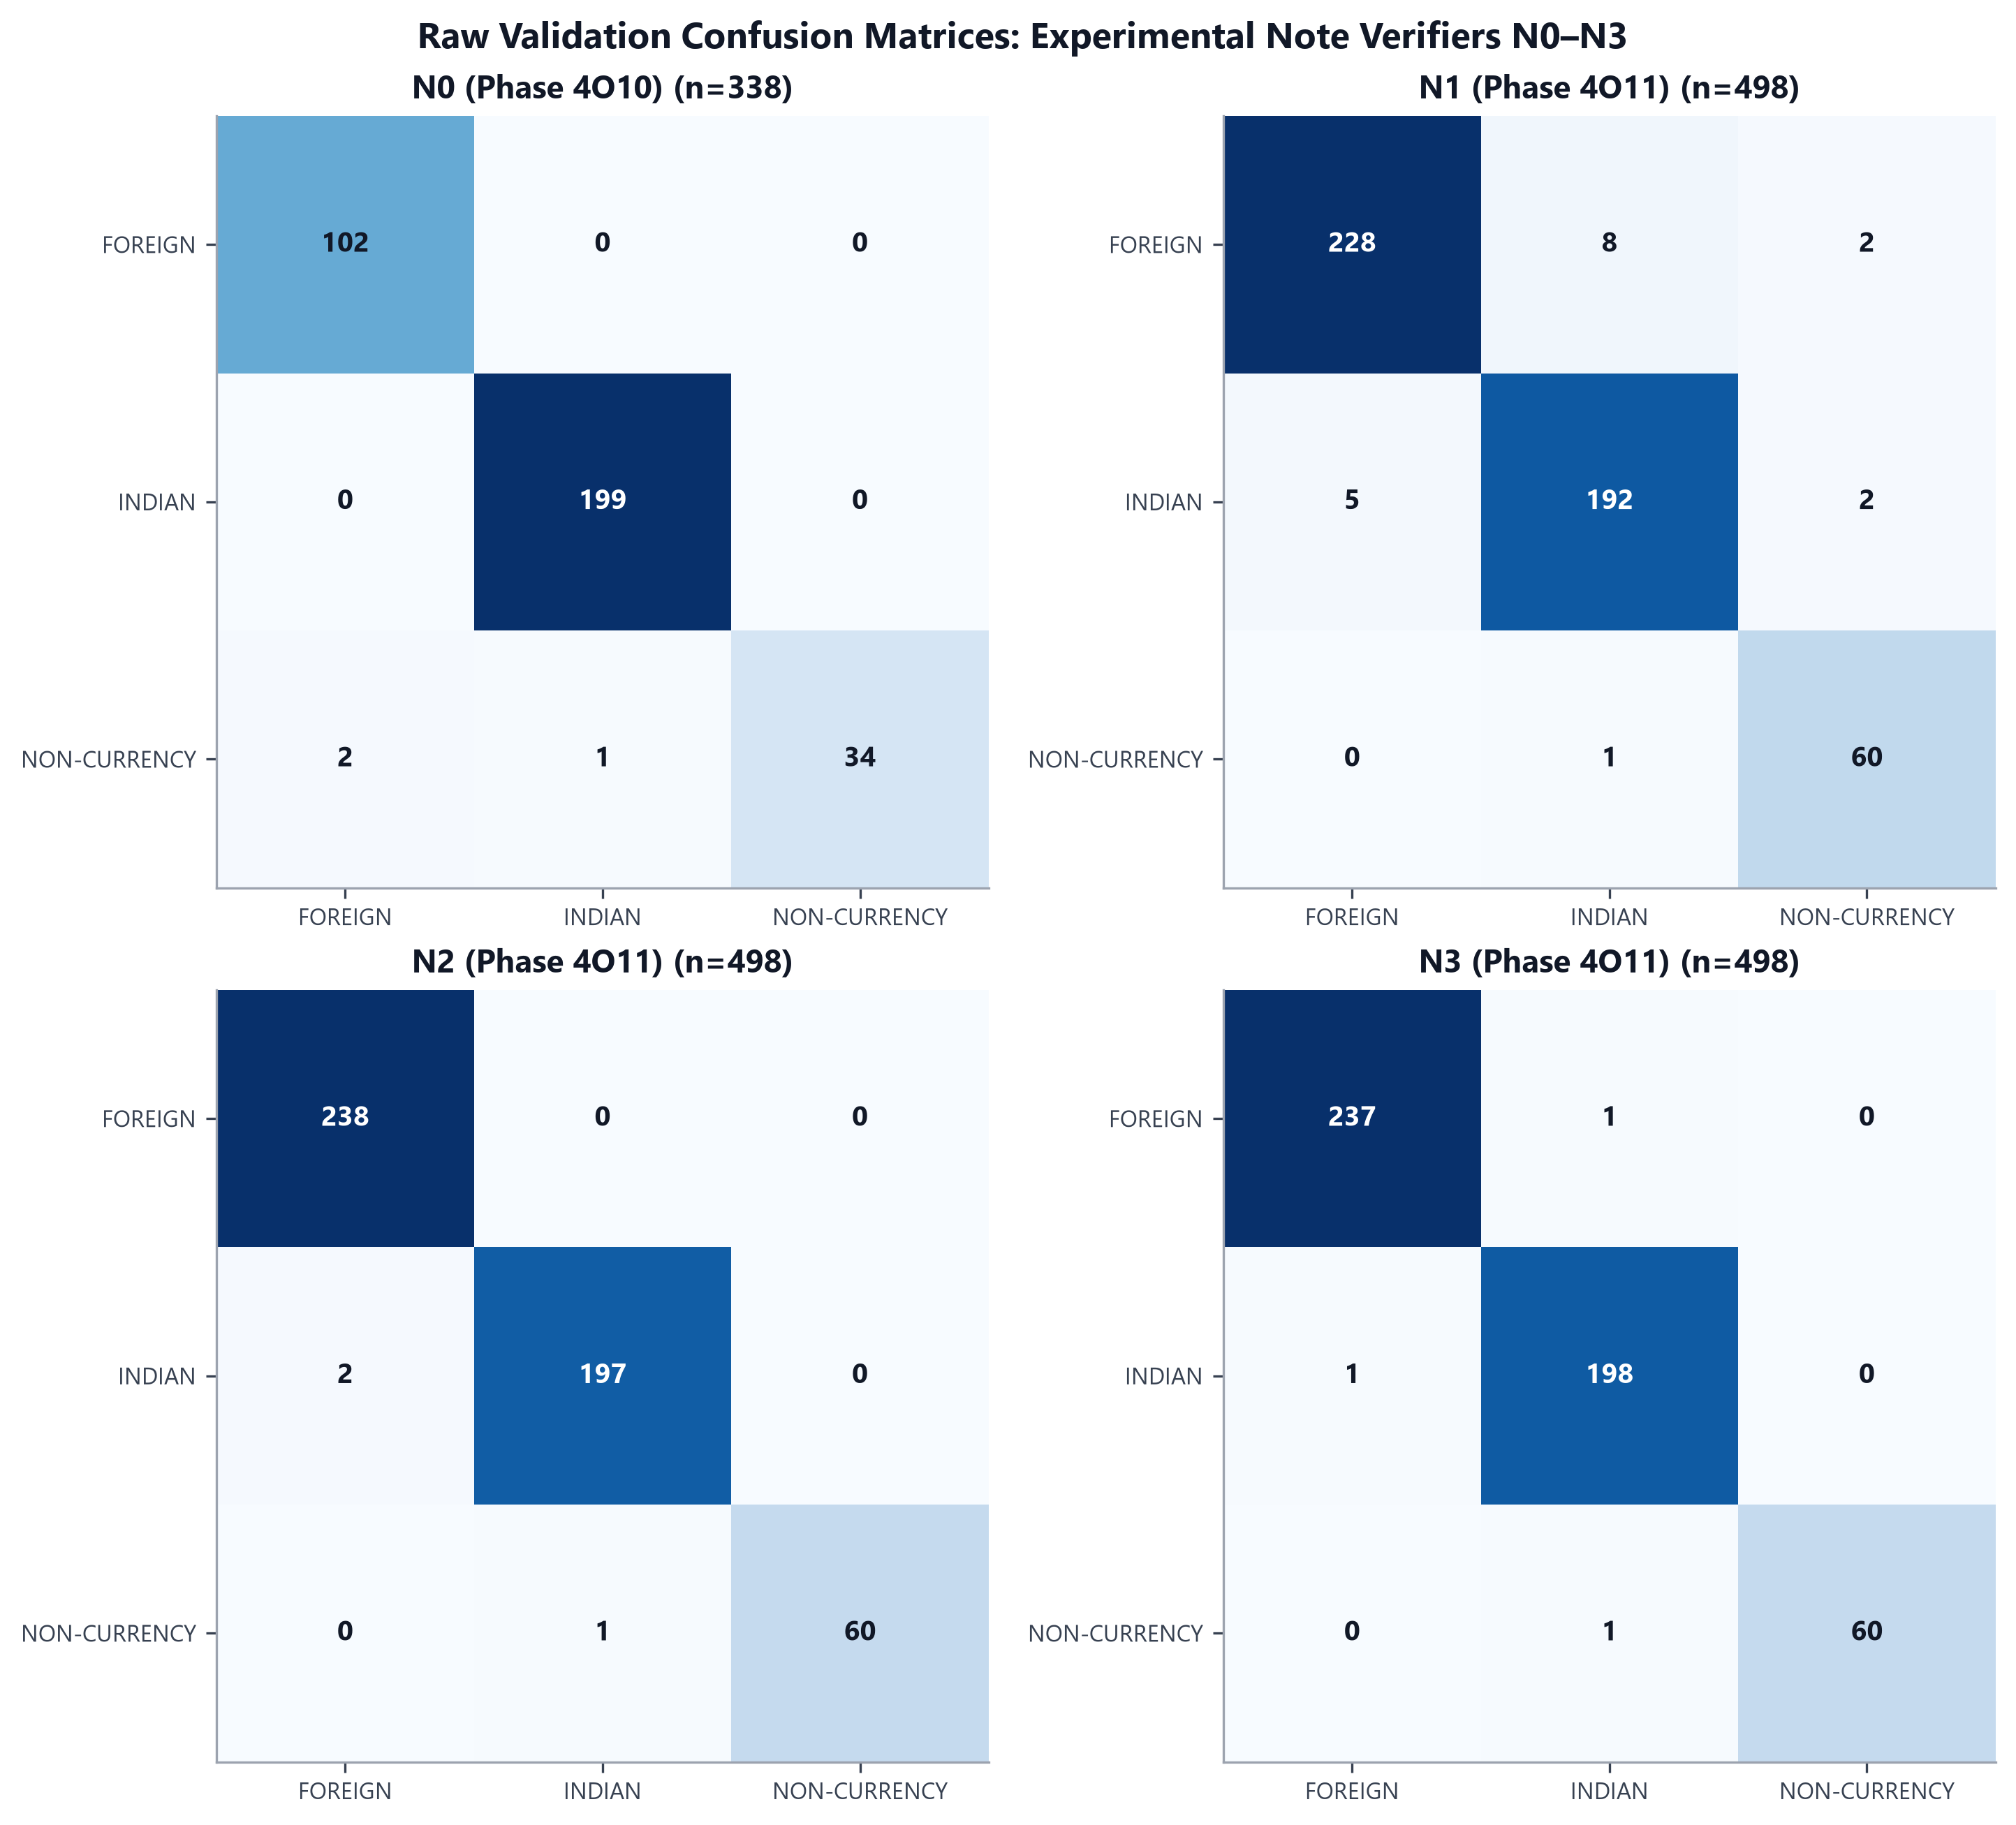 Raw Validation Confusion Matrices: Experimental Note Verifiers N0–N3
N0 (Phase 4O10) (n=338)
FOREIGN 102 0 0
INDIAN 0 199 0
NON-CURRENCY 2 1 34
FOREIGN INDIAN NON-CURRENCY
N1 (Phase 4O11) (n=498)
FOREIGN 228 8 2
INDIAN 5 192 2
NON-CURRENCY 0 1 60
FOREIGN INDIAN NON-CURRENCY
N2 (Phase 4O11) (n=498)
FOREIGN 238 0 0
INDIAN 2 197 0
NON-CURRENCY 0 1 60
FOREIGN INDIAN NON-CURRENCY
N3 (Phase 4O11) (n=498)
FOREIGN 237 1 0
INDIAN 1 198 0
NON-CURRENCY 0 1 60
FOREIGN INDIAN NON-CURRENCY